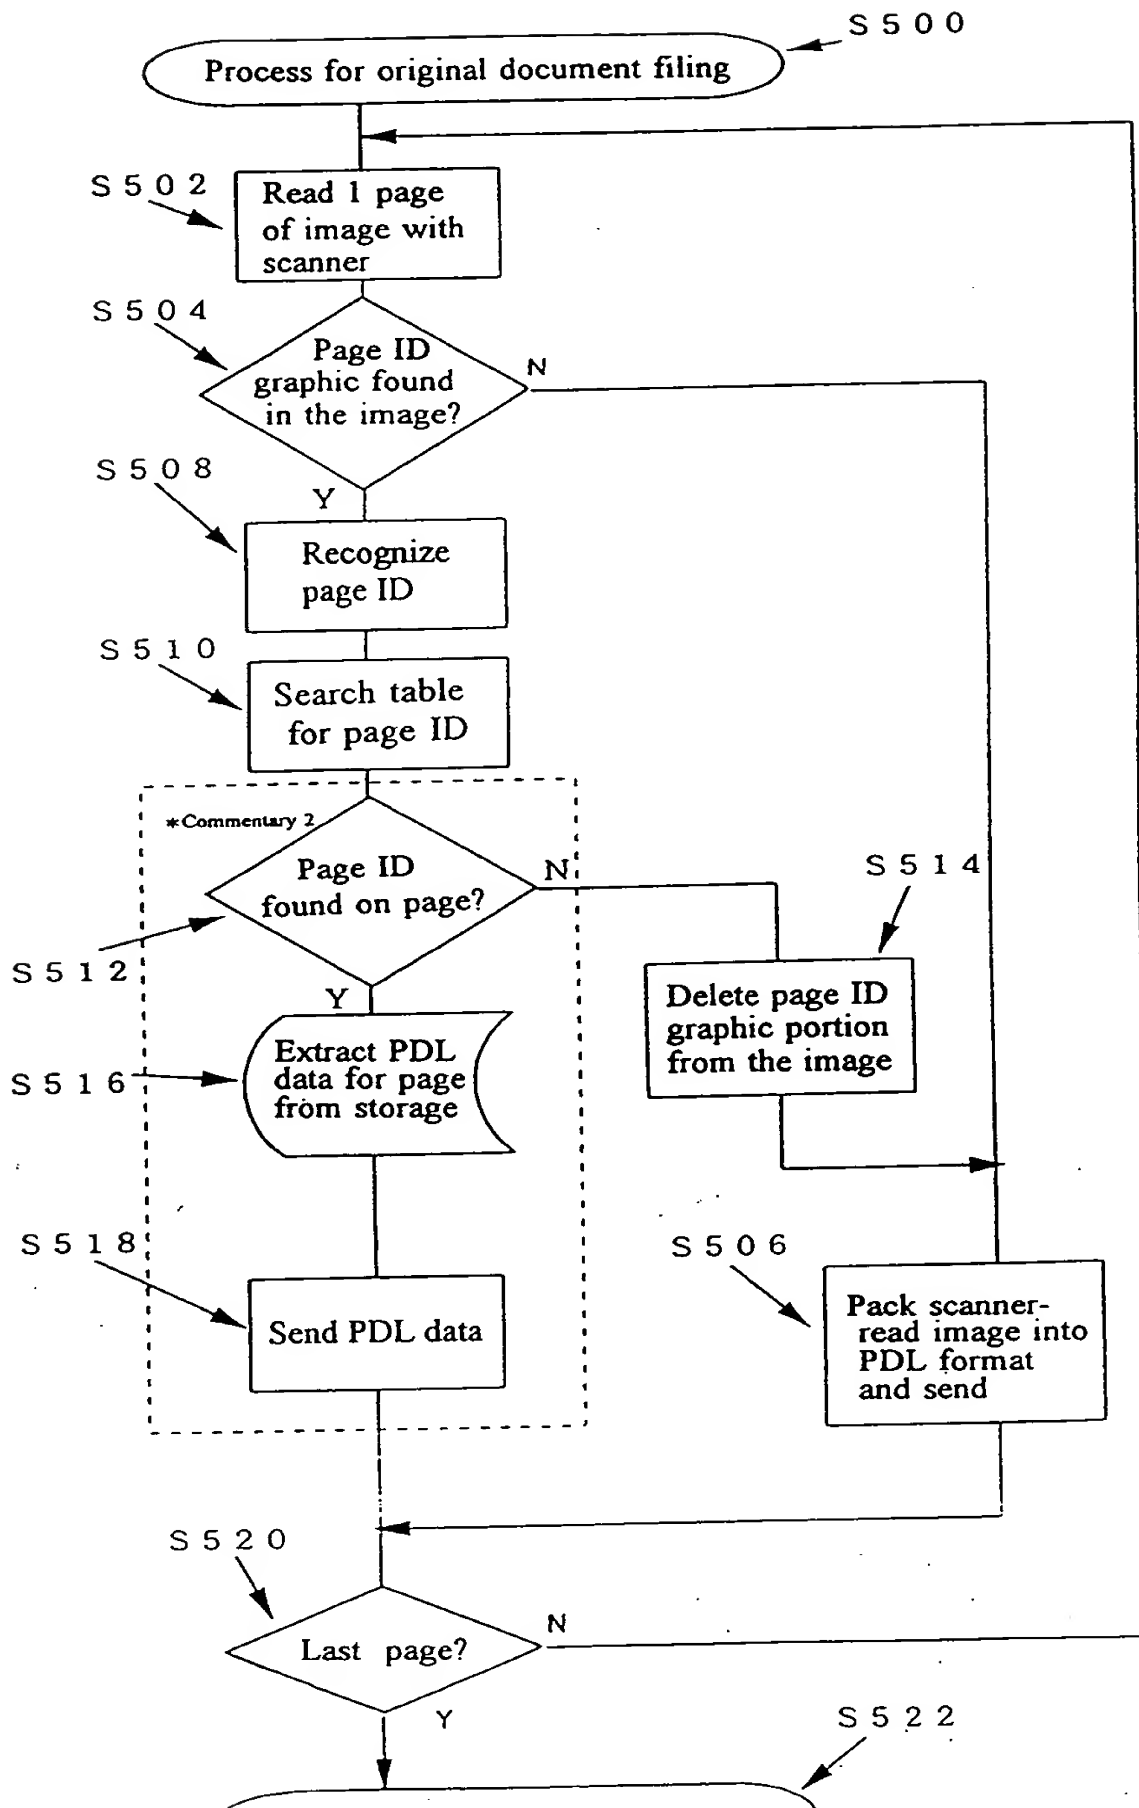 S500
Process for original document filing
S502
Read 1 page
of image with
scanner
S504
Page ID
graphic found
in the image?
N
S508
Y
Recognize
page ID
S510
Search table
for page ID
*Commentary 2
Page ID
found on page?
N
S514
S512
Y
Delete page ID
graphic portion
from the image
Extract PDL
data for page
from storage
S516
S518
S506
Send PDL data
Pack scanner-
read image into
PDL format
and send
S520
Last page?
N
Y
S522